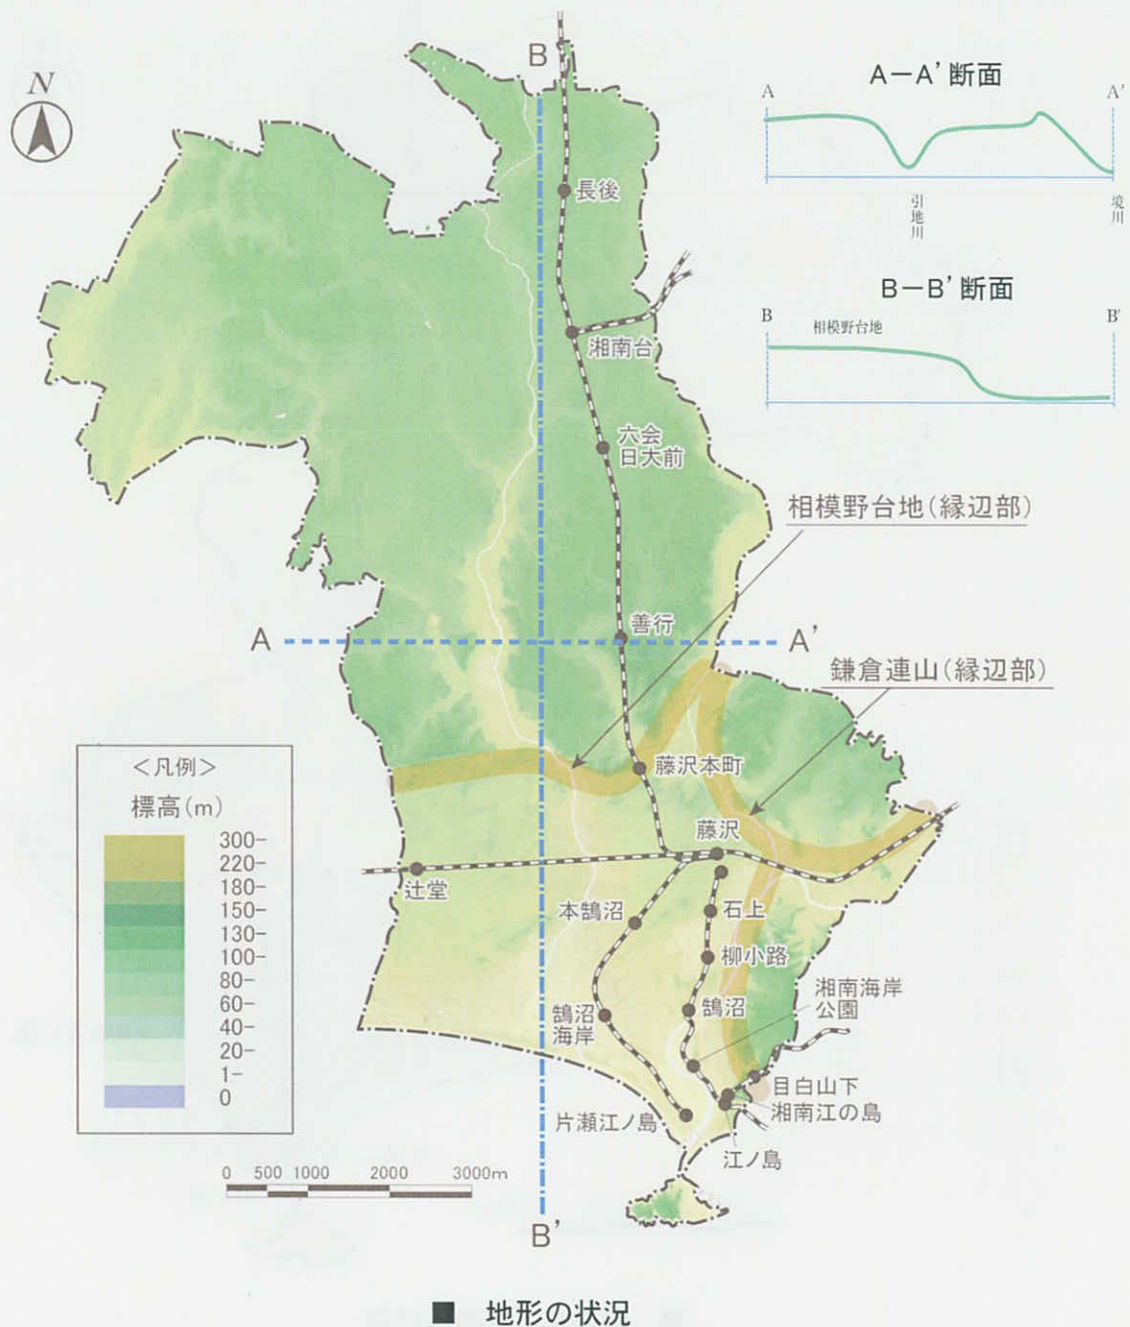 N
B
A－A'断面
A
A'
引地川
境川
B－B'断面
B
相模野台地
B'
長後
湘南台
六会
日大前
相模野台地(縁辺部)
善行
A
A'
鎌倉連山(縁辺部)
藤沢本町
藤沢
辻堂
本鵠沼
石上
柳小路
湘南海岸
公園
鵠沼
鵠沼
海岸
目白山下
湘南江の島
片瀬江ノ島
江ノ島
B'
<凡例>
標高(m)
300-
220-
180-
150-
130-
100-
80-
60-
40-
20-
1-
0
0 500 1000 2000 3000m
■ 地形の状況